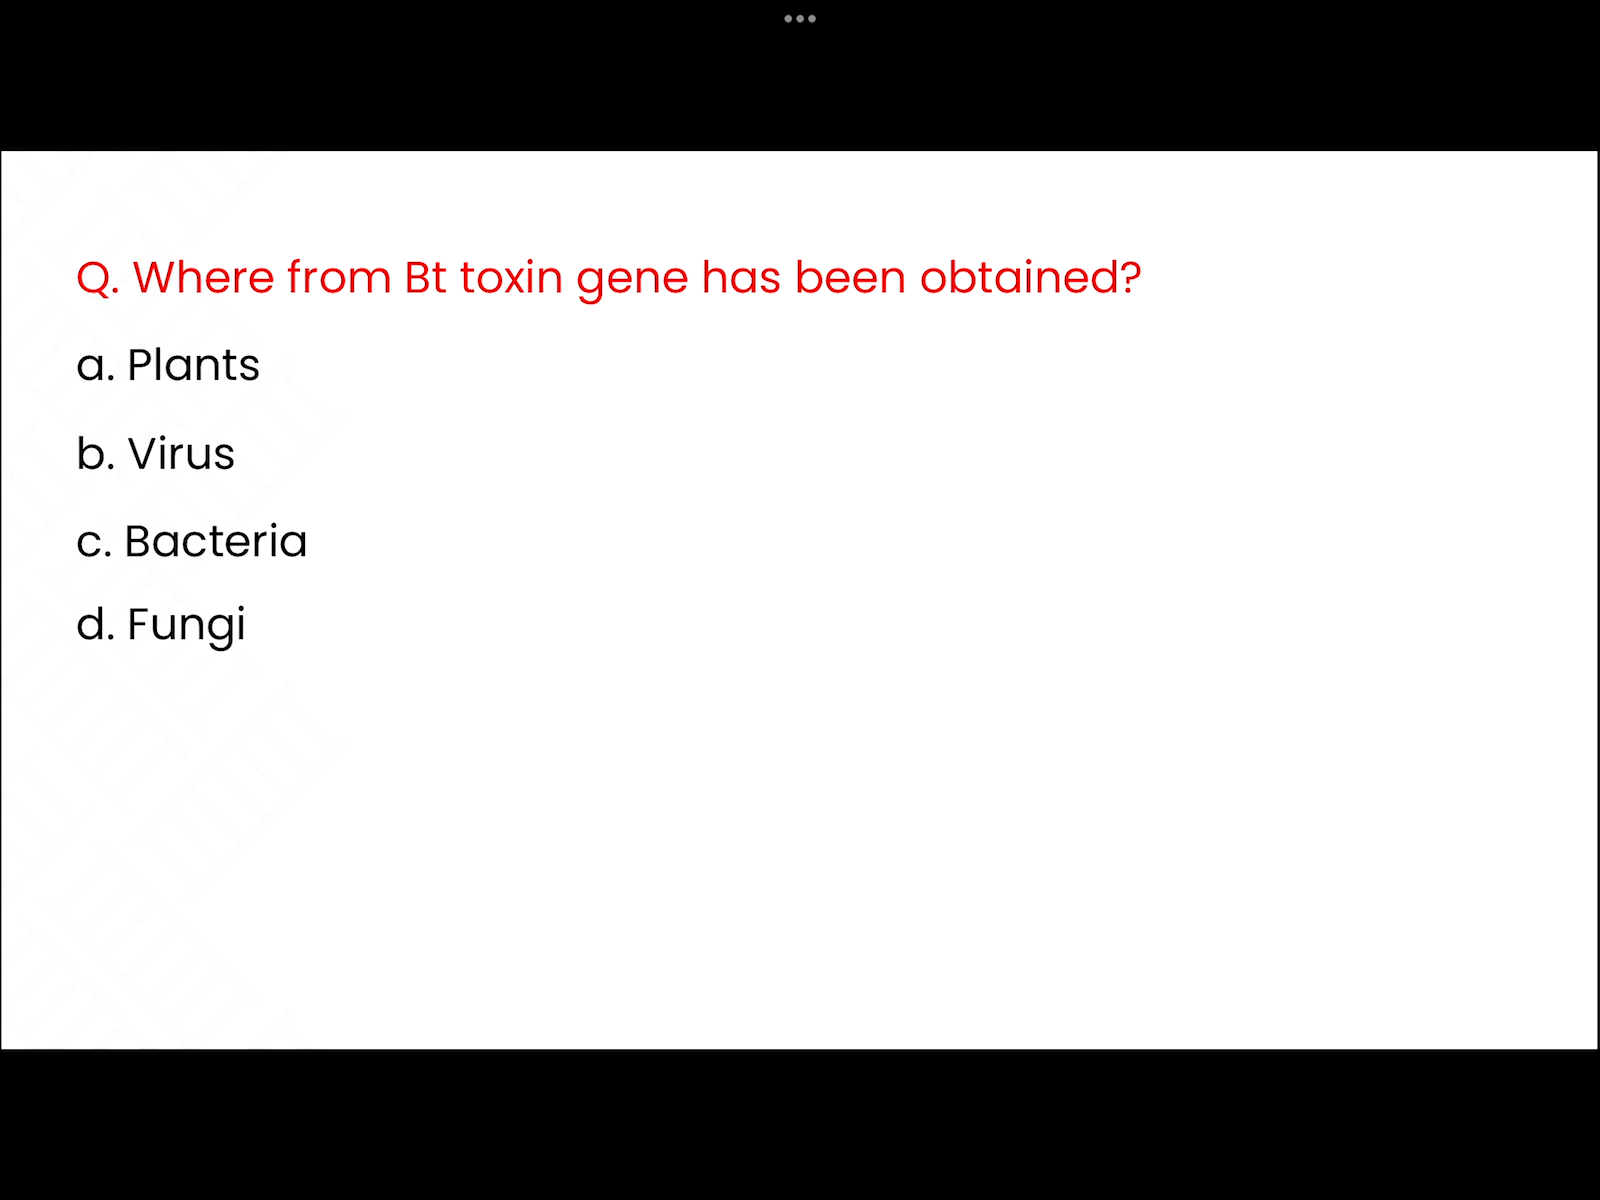 Q. Where from Bt toxin gene has been obtained?
a. Plants
b. Virus
c. Bacteria
d. Fungi